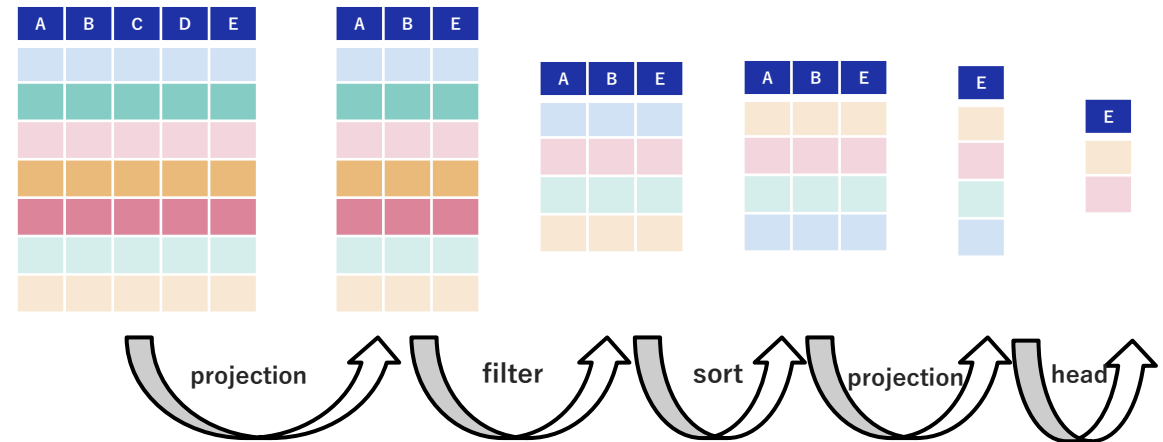 A B C D E
A B E
A B E
A B E
E
E
projection
filter
sort
projection
head